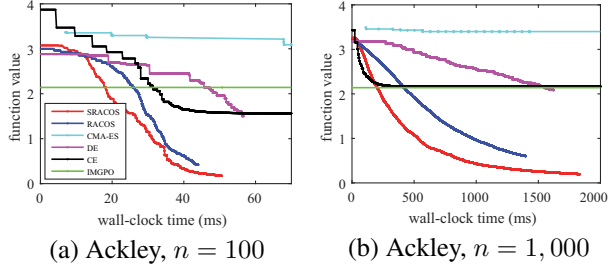 function value
4
3
2
1
0
SRACOS
RACOS
CMA-ES
DE
CE
IMGPO
0
20
40
60
wall-clock time (ms)
(a) Ackley, n = 100
function value
4
3
2
1
0
0
500
1000
1500
2000
wall-clock time (ms)
(b) Ackley, n = 1, 000